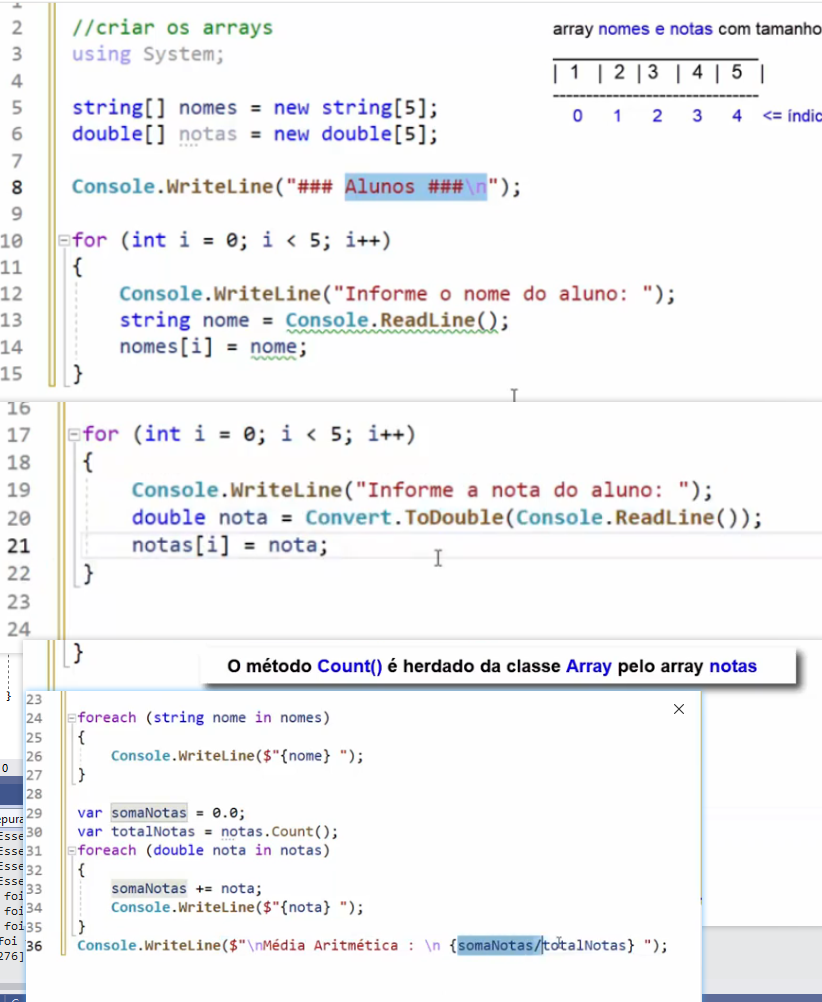 1
2 //criar os arrays
3 using System;
4
5 string[] nomes = new string[5];
6 double[] notas = new double[5];
7
8 Console.WriteLine("### Alunos ###\n");
9
10 for (int i = 0; i < 5; i++)
11 {
12 Console.WriteLine("Informe o nome do aluno: ");
13 string nome = Console.ReadLine();
14 nomes[i] = nome;
15 }
array nomes e notas com tamanho
| 1 | 2 | 3 | 4 | 5 |
0 1 2 3 4 <= índic
16
17 for (int i = 0; i < 5; i++)
18 {
19 Console.WriteLine("Informe a nota do aluno: ");
20 double nota = Convert.ToDouble(Console.ReadLine());
21 notas[i] = nota;
22 }
23
24
}
O método Count() é herdado da classe Array pelo array notas
23
24 foreach (string nome in nomes)
25 {
26 Console.WriteLine($"{nome} ");
27 }
28
29 var somaNotas = 0.0;
30 var totalNotas = notas.Count();
31 foreach (double nota in notas)
32 {
33 somaNotas += nota;
34 Console.WriteLine($"{nota} ");
35 }
36 Console.WriteLine($"\nMédia Aritmética : \n {somaNotas/totalNotas} ");
}
0
epura
Esse
Esse
Esse
Esse
foi
foi
foi
foi
276]